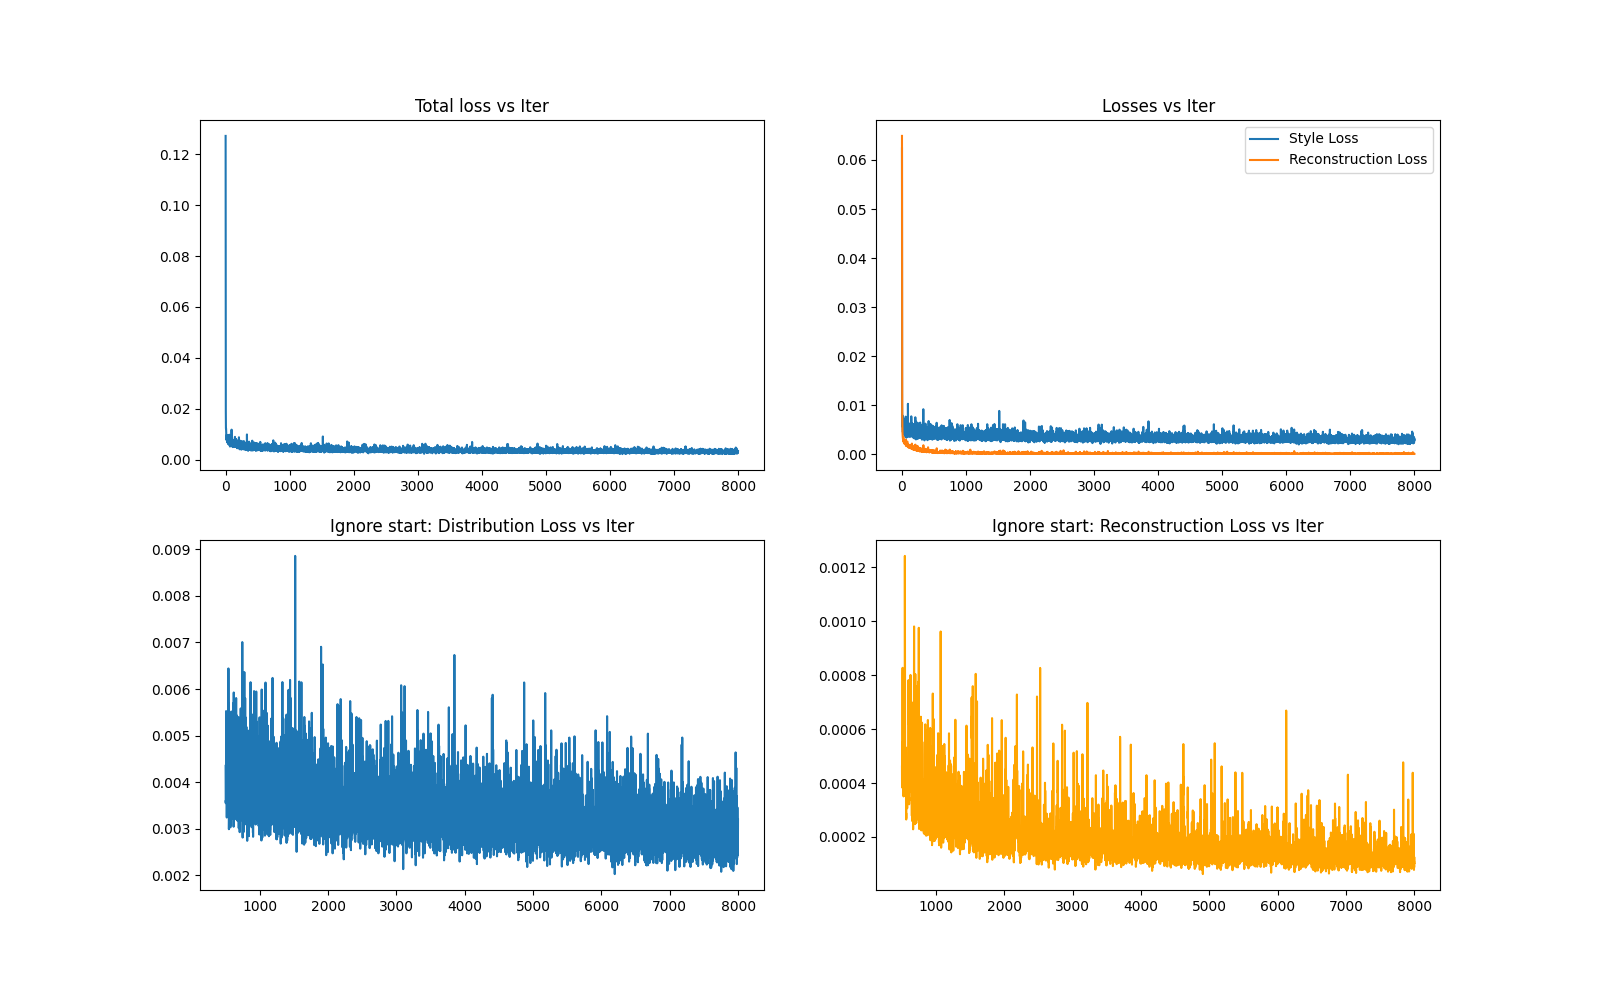 Total loss vs Iter
0.12
0.10
0.08
0.06
0.04
0.02
0.00
0 1000 2000 3000 4000 5000 6000 7000 8000
Losses vs Iter
Style Loss
Reconstruction Loss
0.06
0.05
0.04
0.03
0.02
0.01
0.00
0 1000 2000 3000 4000 5000 6000 7000 8000
Ignore start: Distribution Loss vs Iter
0.009
0.008
0.007
0.006
0.005
0.004
0.003
0.002
1000 2000 3000 4000 5000 6000 7000 8000
Ignore start: Reconstruction Loss vs Iter
0.0012
0.0010
0.0008
0.0006
0.0004
0.0002
1000 2000 3000 4000 5000 6000 7000 8000